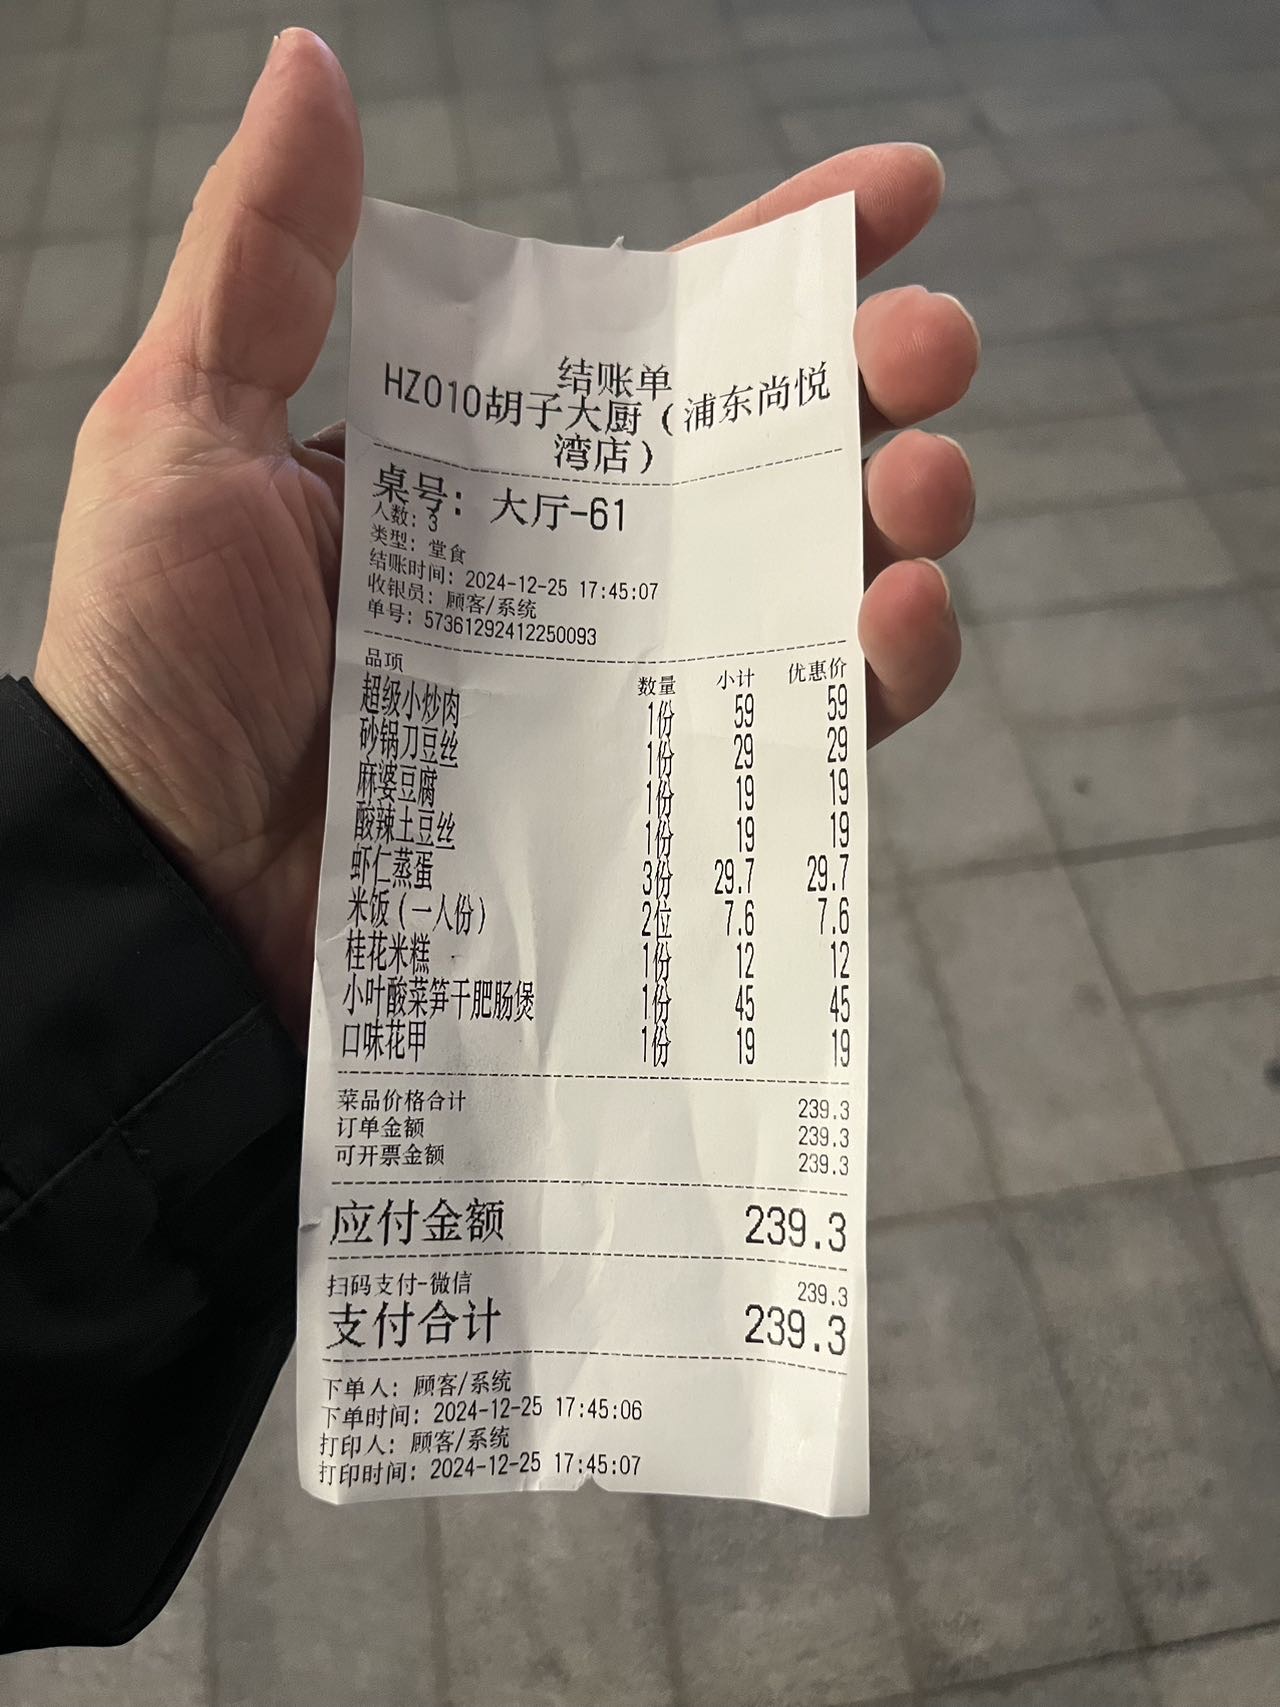 结账单
HZ010胡子大厨（浦东尚悦
湾店）
桌号：大厅-61
人数：3
类型：堂食
结账时间：2024-12-25 17:45:07
收银员：顾客/系统
单号：57361292412250093
品项 数量 小计 优惠价
超级小炒肉 1份 59 59
砂锅刀豆丝 1份 29 29
麻婆豆腐 1份 19 19
酸辣土豆丝 1份 19 19
虾仁蒸蛋 3份 29.7 29.7
米饭（一人份） 2位 7.6 7.6
桂花米糕 1份 12 12
小叶酸菜笋干肥肠煲 1份 45 45
口味花甲 1份 19 19
菜品价格合计 239.3
订单金额 239.3
可开票金额 239.3
应付金额 239.3
扫码支付-微信 239.3
支付合计 239.3
下单人：顾客/系统
下单时间：2024-12-25 17:45:06
打印人：顾客/系统
打印时间：2024-12-25 17:45:07